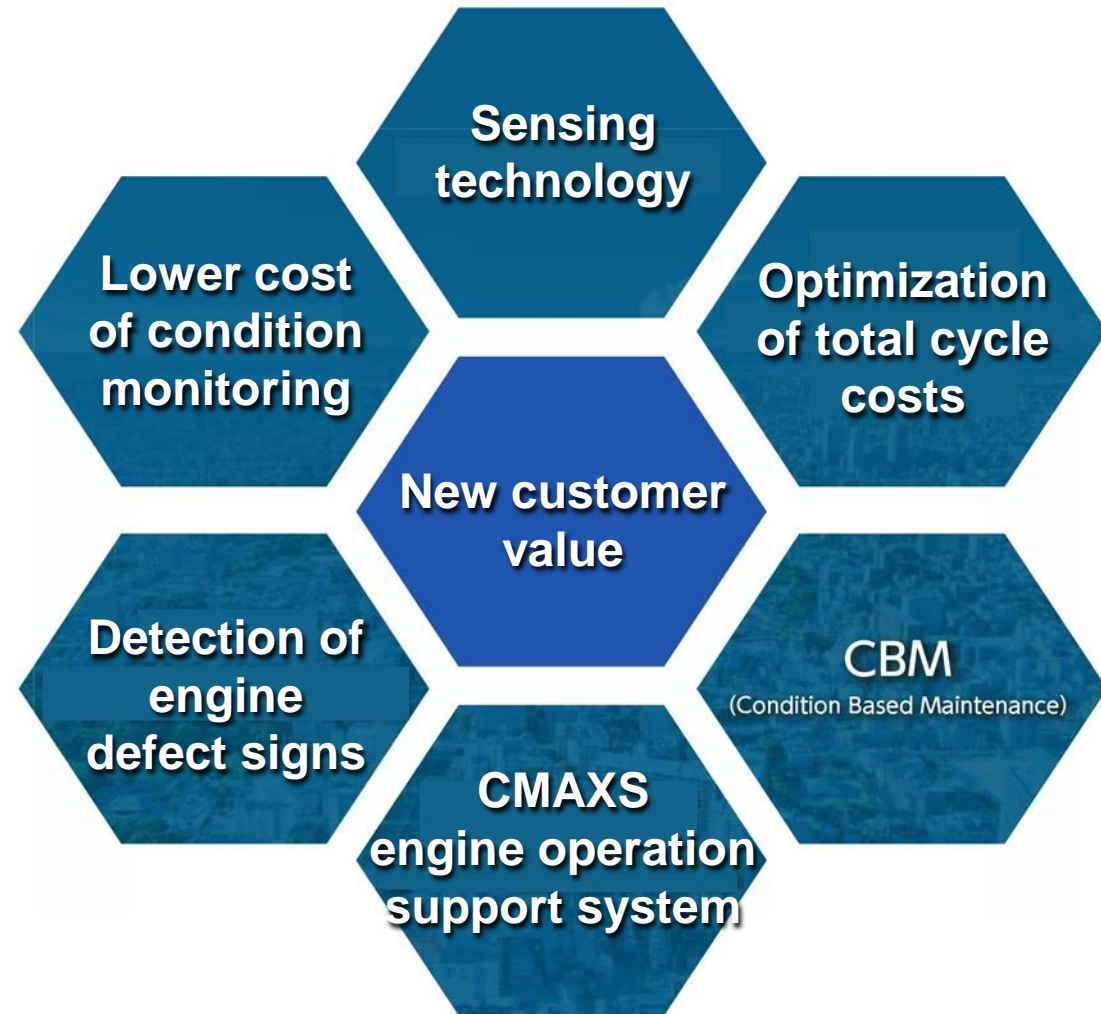 Sensing
technology
Lower cost
of condition
monitoring
Optimization
of total cycle
costs
New customer
value
Detection of
engine
defect signs
CBM
(Condition Based Maintenance)
CMAXS
engine operation
support system